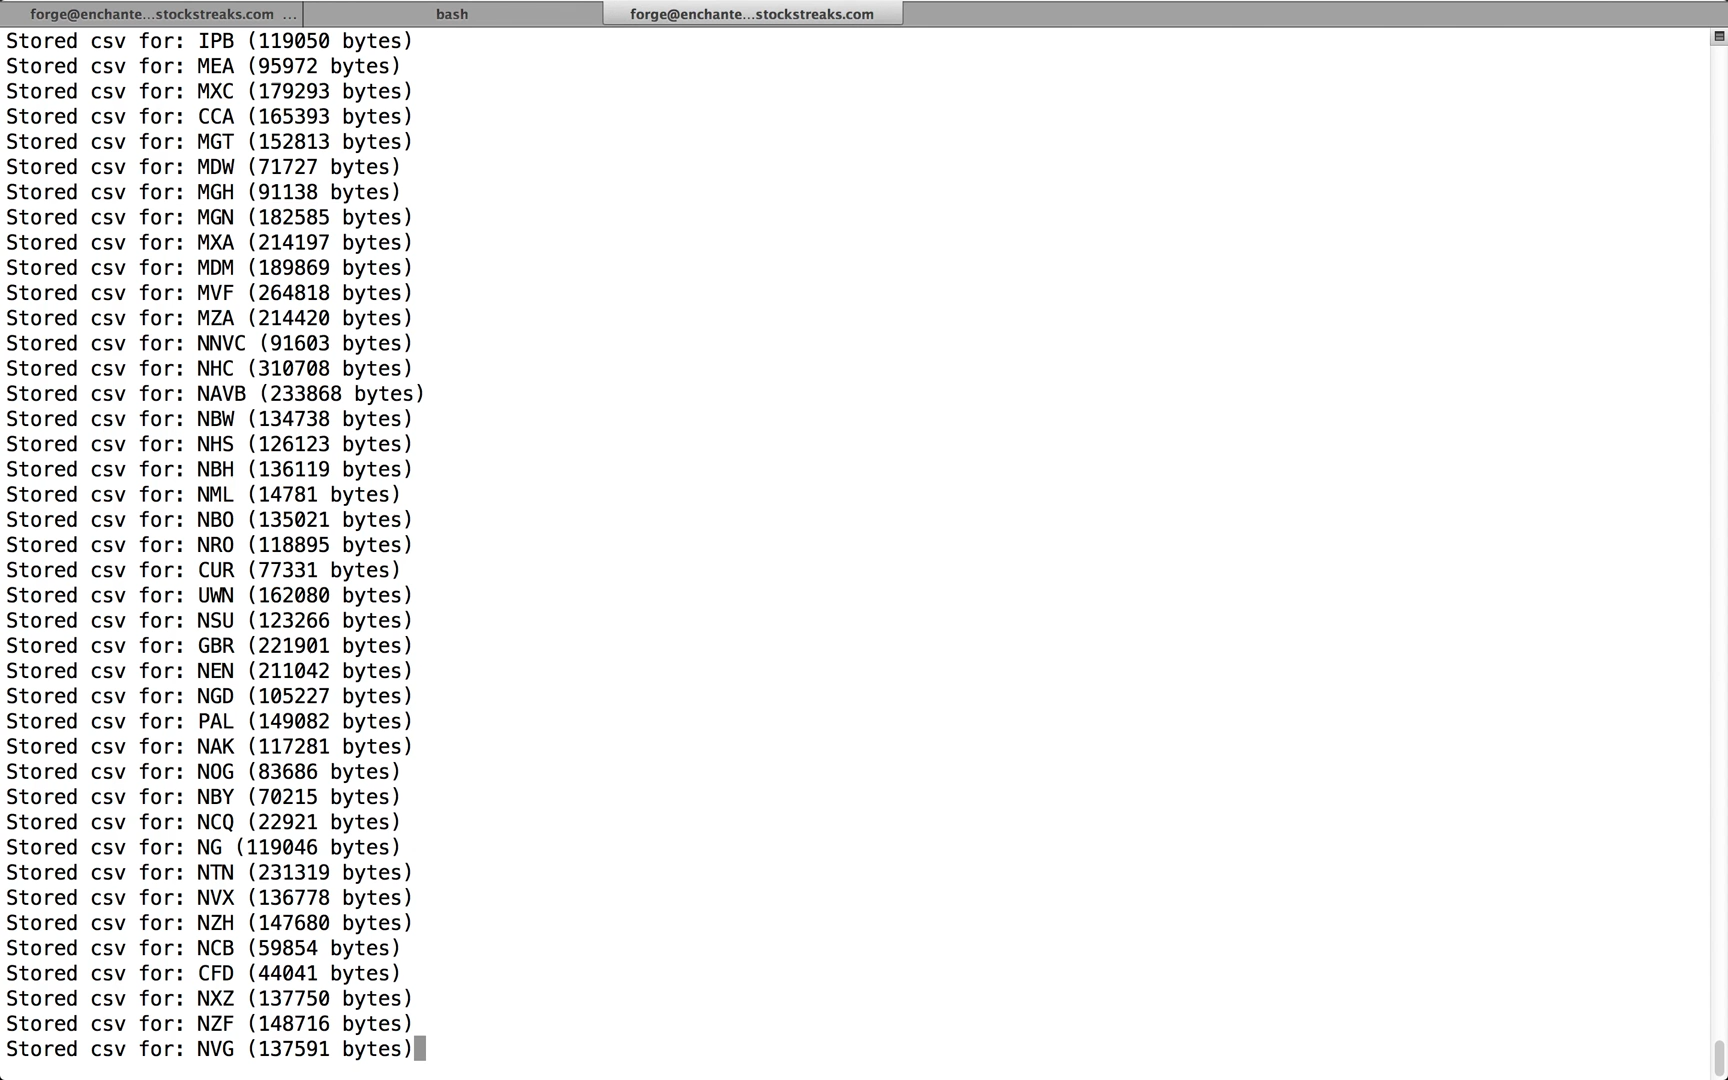 forge@enchante...stockstreaks.com ...
bash
forge@enchante...stockstreaks.com
Stored csv for: IPB (119050 bytes)
Stored csv for: MEA (95972 bytes)
Stored csv for: MXC (179293 bytes)
Stored csv for: CCA (165393 bytes)
Stored csv for: MGT (152813 bytes)
Stored csv for: MDW (71727 bytes)
Stored csv for: MGH (91138 bytes)
Stored csv for: MGN (182585 bytes)
Stored csv for: MXA (214197 bytes)
Stored csv for: MDM (189869 bytes)
Stored csv for: MVF (264818 bytes)
Stored csv for: MZA (214420 bytes)
Stored csv for: NNVC (91603 bytes)
Stored csv for: NHC (310708 bytes)
Stored csv for: NAVB (233868 bytes)
Stored csv for: NBW (134738 bytes)
Stored csv for: NHS (126123 bytes)
Stored csv for: NBH (136119 bytes)
Stored csv for: NML (14781 bytes)
Stored csv for: NBO (135021 bytes)
Stored csv for: NRO (118895 bytes)
Stored csv for: CUR (77331 bytes)
Stored csv for: UWN (162080 bytes)
Stored csv for: NSU (123266 bytes)
Stored csv for: GBR (221901 bytes)
Stored csv for: NEN (211042 bytes)
Stored csv for: NGD (105227 bytes)
Stored csv for: PAL (149082 bytes)
Stored csv for: NAK (117281 bytes)
Stored csv for: NOG (83686 bytes)
Stored csv for: NBY (70215 bytes)
Stored csv for: NCQ (22921 bytes)
Stored csv for: NG (119046 bytes)
Stored csv for: NTN (231319 bytes)
Stored csv for: NVX (136778 bytes)
Stored csv for: NZH (147680 bytes)
Stored csv for: NCB (59854 bytes)
Stored csv for: CFD (44041 bytes)
Stored csv for: NXZ (137750 bytes)
Stored csv for: NZF (148716 bytes)
Stored csv for: NVG (137591 bytes)